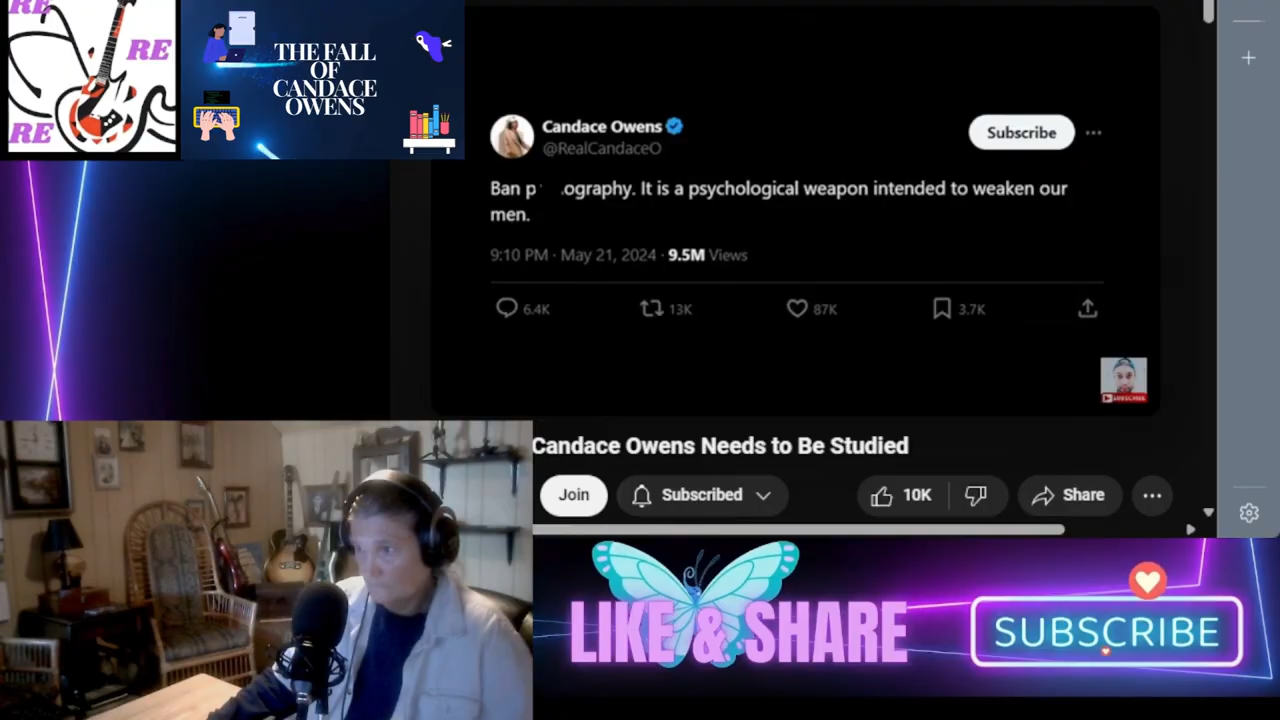 RE
RE
RE
THE FALL
OF
CANDACE
OWENS
Candace Owens
@RealCandaceO
Subscribe
Ban p ography. It is a psychological weapon intended to weaken our
men.
9:10 PM · May 21, 2024 · 9.5M Views
6.4K
13K
87K
3.7K
SUBSCRIBE
Candace Owens Needs to Be Studied
Join
Subscribed
10K
Share
LIKE & SHARE
SUBSCRIBE